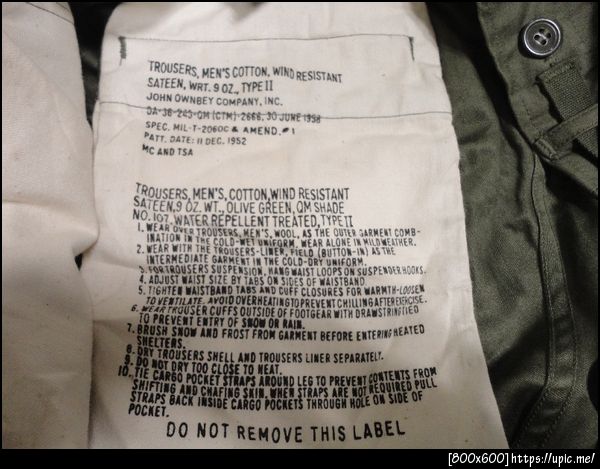 TROUSERS, MEN'S COTTON, WIND RESISTANT
SATEEN, WRT. 9 OZ., TYPE II
JOHN OWNBEY COMPANY, INC.
DA-36-243-QM (CTM)-2666, 30 JUNE 1958
SPEC. MIL-T-2060C & AMEND. #1
PATT. DATE: 11 DEC. 1952
MC AND TSA
TROUSERS, MEN'S, COTTON, WIND RESISTANT
SATEEN, 9 OZ. WT., OLIVE GREEN, QM SHADE
NO. 107, WATER REPELLENT TREATED, TYPE II
1. WEAR OVER TROUSERS, MEN'S, WOOL, AS THE OUTER GARMENT COMB-
INATION IN THE COLD-WET UNIFORM. WEAR ALONE IN MILD WEATHER.
2. WEAR WITH THE TROUSERS-LINER, FIELD (BUTTON-IN) AS THE
INTERMEDIATE GARMENT IN THE COLD-DRY UNIFORM.
3. FOR TROUSERS SUSPENSION, HANG WAIST LOOPS ON SUSPENDER HOOKS.
4. ADJUST WAIST SIZE BY TABS ON SIDES OF WAISTBAND
5. TIGHTEN WAISTBAND TABS AND CUFF CLOSURES FOR WARMTH-LOOSEN
TO VENTILATE. AVOID OVERHEATING TO PREVENT CHILLING AFTER EXERCISE.
6. WEAR TROUSER CUFFS OUTSIDE OF FOOTGEAR WITH DRAWSTRING TIED
TO PREVENT ENTRY OF SNOW OR RAIN.
7. BRUSH SNOW AND FROST FROM GARMENT BEFORE ENTERING HEATED
SHELTERS.
8. DRY TROUSERS SHELL AND TROUSERS LINER SEPARATELY.
9. DO NOT DRY TOO CLOSE TO HEAT.
10. TIE CARGO POCKET STRAPS AROUND LEG TO PREVENT CONTENTS FROM
SHIFTING AND CHAFING SKIN. WHEN STRAPS ARE NOT REQUIRED PULL
STRAPS BACK INSIDE CARGO POCKETS THROUGH HOLE ON SIDE OF
POCKET.
DO NOT REMOVE THIS LABEL
[800x600] https://upic.me/